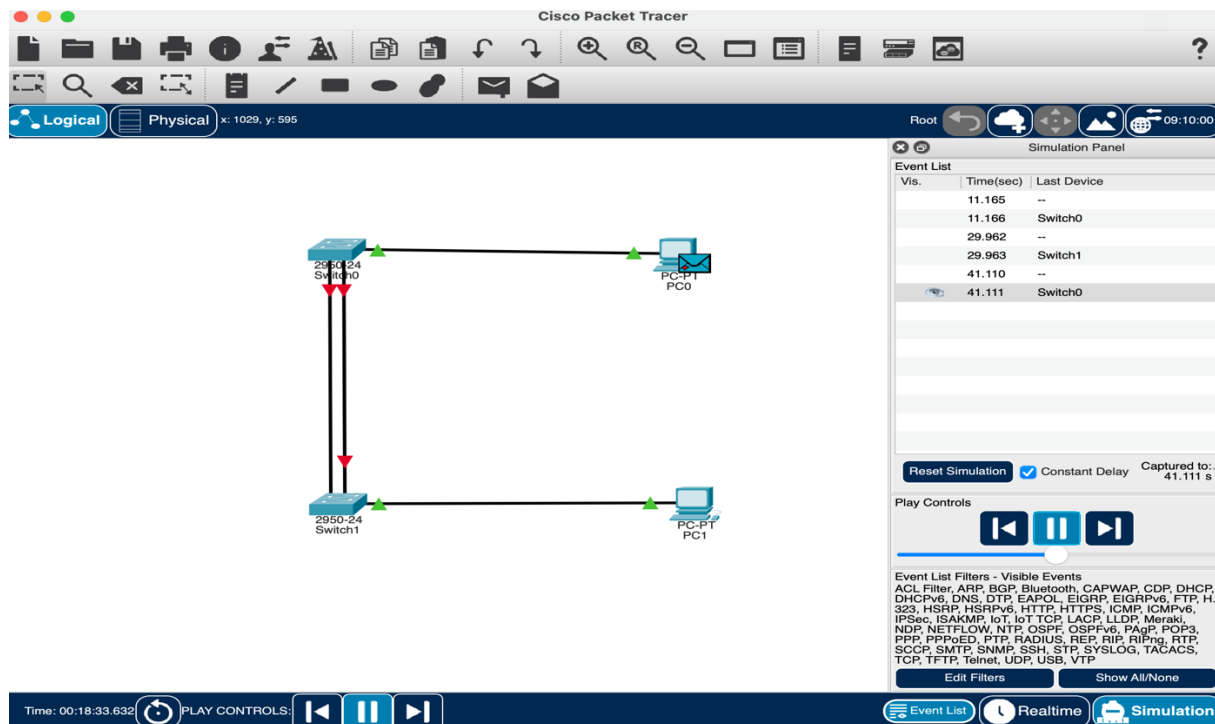 Cisco Packet Tracer
?
Logical
Physical
x: 1029, y: 595
Root
09:10:00
Simulation Panel
Event List
Vis.
Time(sec)
Last Device
11.165 --
11.166 Switch0
29.962 --
29.963 Switch1
41.110 --
41.111 Switch0
2950-24
Switch0
PC-PT
PC0
2950-24
Switch1
PC-PT
PC1
Reset Simulation
Constant Delay
Captured to:
41.111 s
Play Controls
Event List Filters - Visible Events
ACL Filter, ARP, BGP, Bluetooth, CAPWAP, CDP, DHCP,
DHCPv6, DNS, DTP, EAPOL, EIGRP, EIGRPv6, FTP, H.
323, HSRP, HSRPv6, HTTP, HTTPS, ICMP, ICMPv6,
IPSec, ISAKMP, IoT, IoT TCP, LACP, LLDP, Meraki,
NDP, NETFLOW, NTP, OSPF, OSPFv6, PAgP, POP3,
PPP, PPPoED, PTP, RADIUS, REP, RIP, RIPng, RTP,
SCCP, SMTP, SNMP, SSH, STP, SYSLOG, TACACS,
TCP, TFTP, Telnet, UDP, USB, VTP
Edit Filters
Show All/None
Time: 00:18:33.632
PLAY CONTROLS:
Event List
Realtime
Simulation